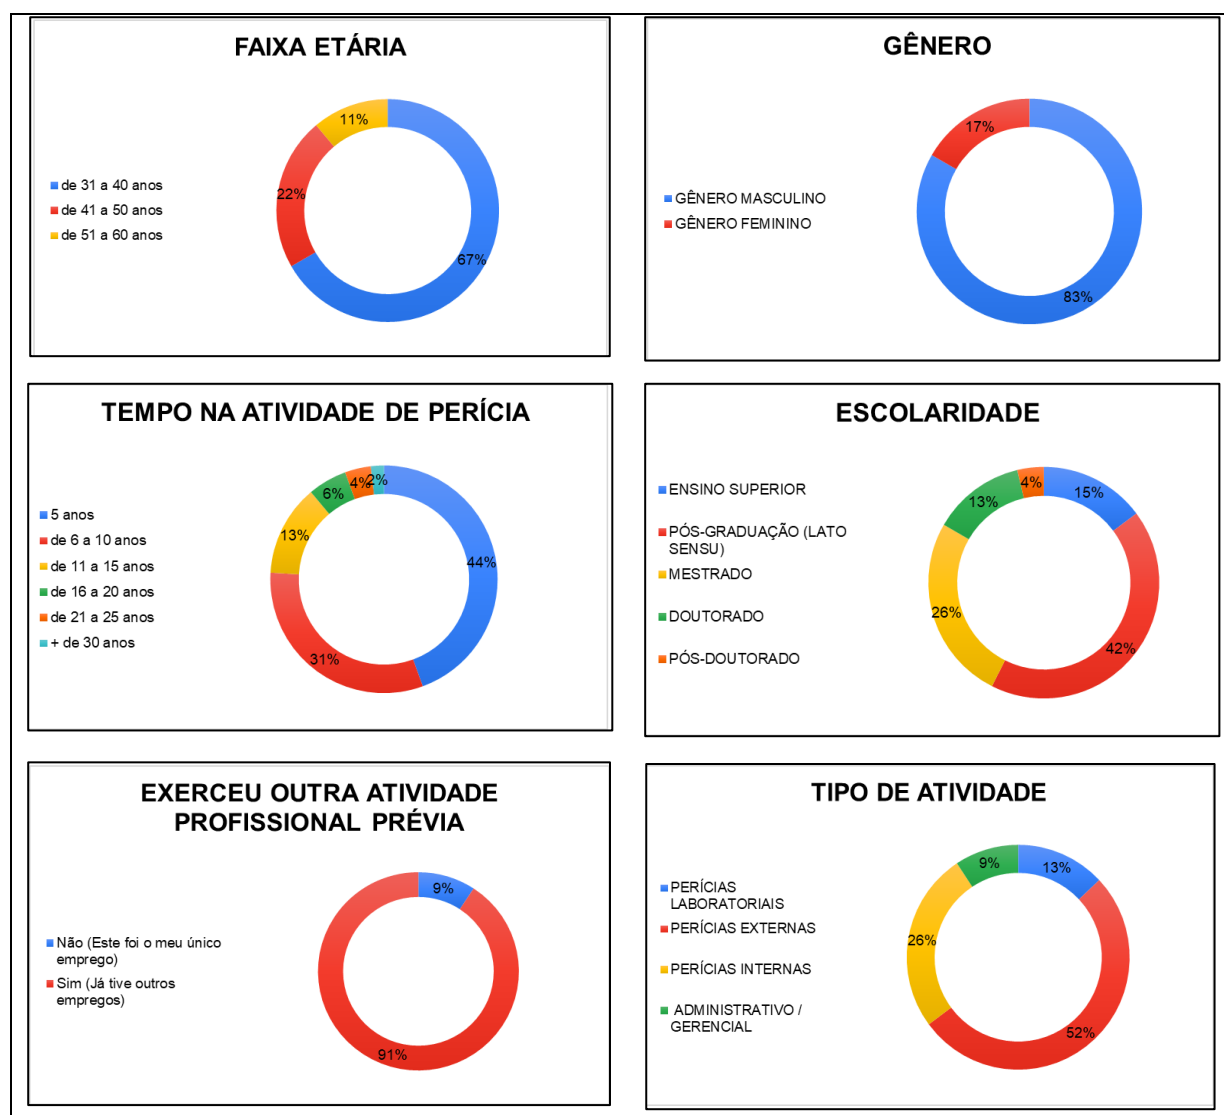 FAIXA ETÁRIA
de 31 a 40 anos
de 41 a 50 anos
de 51 a 60 anos
11%
22%
67%
GÊNERO
GÊNERO MASCULINO
GÊNERO FEMININO
17%
83%
TEMPO NA ATIVIDADE DE PERÍCIA
5 anos
de 6 a 10 anos
de 11 a 15 anos
de 16 a 20 anos
de 21 a 25 anos
+ de 30 anos
2%
4%
6%
13%
44%
31%
ESCOLARIDADE
ENSINO SUPERIOR
PÓS-GRADUAÇÃO (LATO
SENSU)
MESTRADO
DOUTORADO
PÓS-DOUTORADO
4%
15%
13%
26%
42%
EXERCEU OUTRA ATIVIDADE
PROFISSIONAL PRÉVIA
Não (Este foi o meu único
emprego)
Sim (Já tive outros
empregos)
9%
91%
TIPO DE ATIVIDADE
PERÍCIAS
LABORATORIAIS
PERÍCIAS EXTERNAS
PERÍCIAS INTERNAS
ADMINISTRATIVO /
GERENCIAL
9%
13%
26%
52%